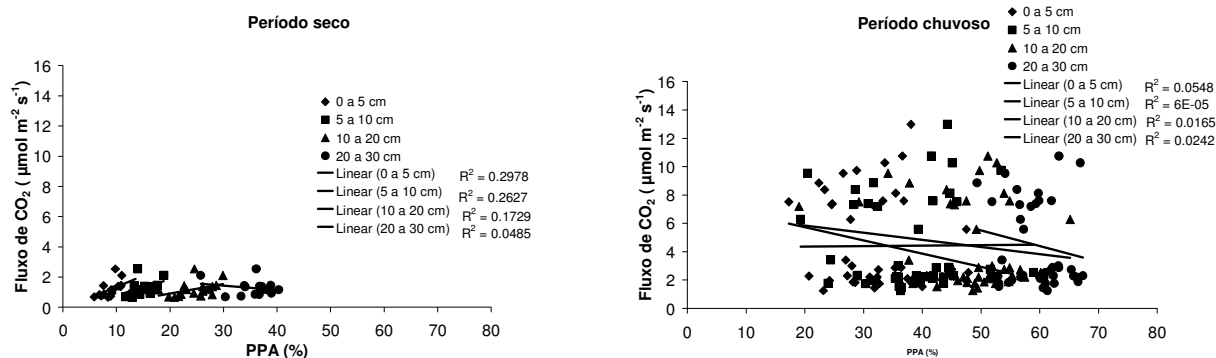 Período seco
Fluxo de CO2 ( µmol m-2 s-1)
16
14
12
10
8
6
4
2
0
0 10 20 30 40 50 60 70 80
PPA (%)
0 a 5 cm
5 a 10 cm
10 a 20 cm
20 a 30 cm
Linear (0 a 5 cm) R2 = 0.2978
Linear (5 a 10 cm) R2 = 0.2627
Linear (10 a 20 cm) R2 = 0.1729
Linear (20 a 30 cm) R2 = 0.0485
Período chuvoso
Fluxo de CO2 ( µmol m-2 s-1)
16
14
12
10
8
6
4
2
0
0 10 20 30 40 50 60 70 80
PPA (%)
0 a 5 cm
5 a 10 cm
10 a 20 cm
20 a 30 cm
Linear (0 a 5 cm) R2 = 0.0548
Linear (5 a 10 cm) R2 = 6E-05
Linear (10 a 20 cm) R2 = 0.0165
Linear (20 a 30 cm) R2 = 0.0242